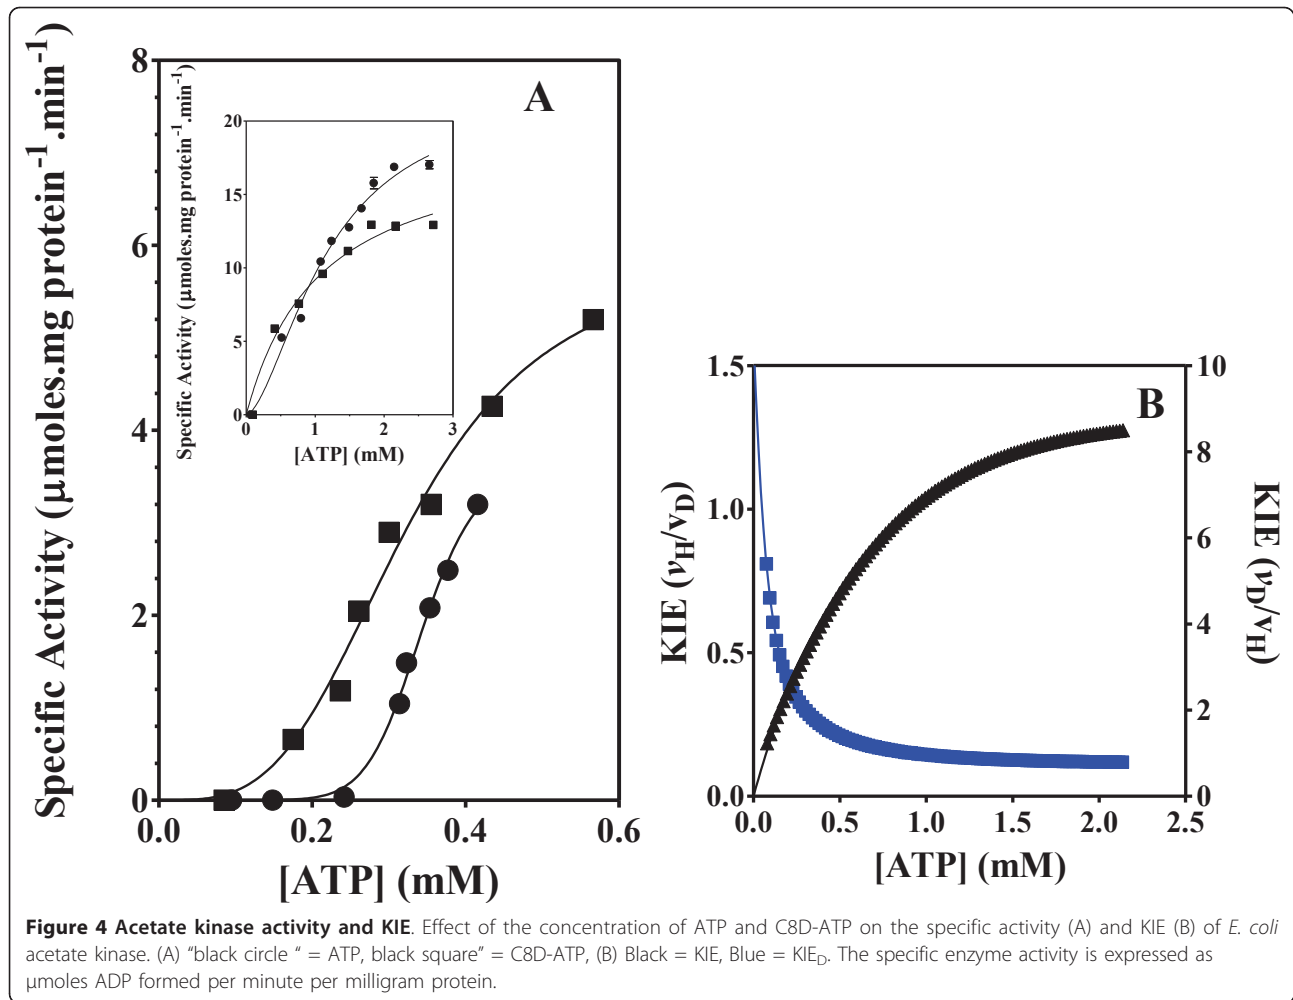 A
Specific Activity (µmoles.mg protein⁻¹.min⁻¹)
8
6
4
2
0
0.0 0.2 0.4 0.6
[ATP] (mM)
Specific Activity (µmoles.mg protein⁻¹.min⁻¹)
20
15
10
5
0
0 1 2 3
[ATP] (mM)
B
KIE (νH/νD)
1.5
1.0
0.5
0.0
0.0 0.5 1.0 1.5 2.0 2.5
[ATP] (mM)
10
8
6
4
2
0
KIE (νD/νH)
Figure 4 Acetate kinase activity and KIE. Effect of the concentration of ATP and C8D-ATP on the specific activity (A) and KIE (B) of E. coli
acetate kinase. (A) “black circle “ = ATP, black square” = C8D-ATP, (B) Black = KIE, Blue = KIED. The specific enzyme activity is expressed as
µmoles ADP formed per minute per milligram protein.